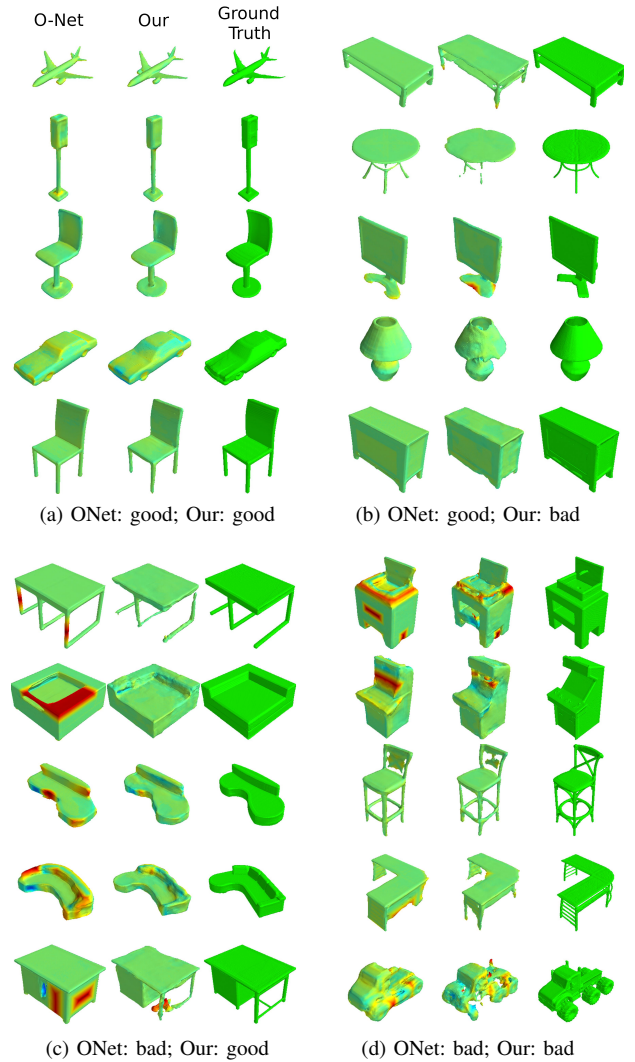 O-Net Our Ground Truth
(a) ONet: good; Our: good
(b) ONet: good; Our: bad
(c) ONet: bad; Our: good
(d) ONet: bad; Our: bad